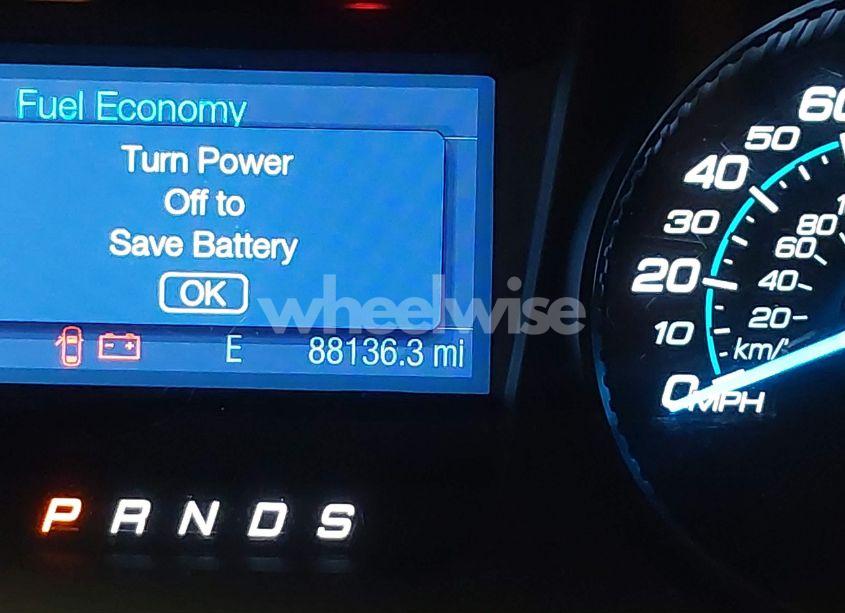 Fuel Economy
Turn Power
Off to
Save Battery
OK
wheelwise
E 88136.3 mi
P R N D S
60
50
40
30
20
10
0 MPH
80
60
40
20
km/